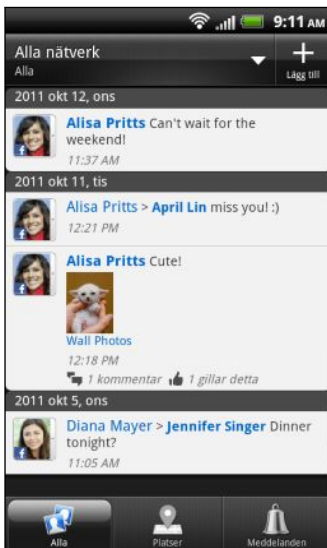 9:11 AM
Alla nätverk
Alla
Lägg till
2011 okt 12, ons
Alisa Pritts Can't wait for the
weekend!
11:37 AM
2011 okt 11, tis
Alisa Pritts > April Lin miss you! :)
12:21 PM
Alisa Pritts Cute!
Wall Photos
12:18 PM
1 kommentar 1 gillar detta
2011 okt 5, ons
Diana Mayer > Jennifer Singer Dinner
tonight?
11:05 AM
Alla Platser Meddelanden